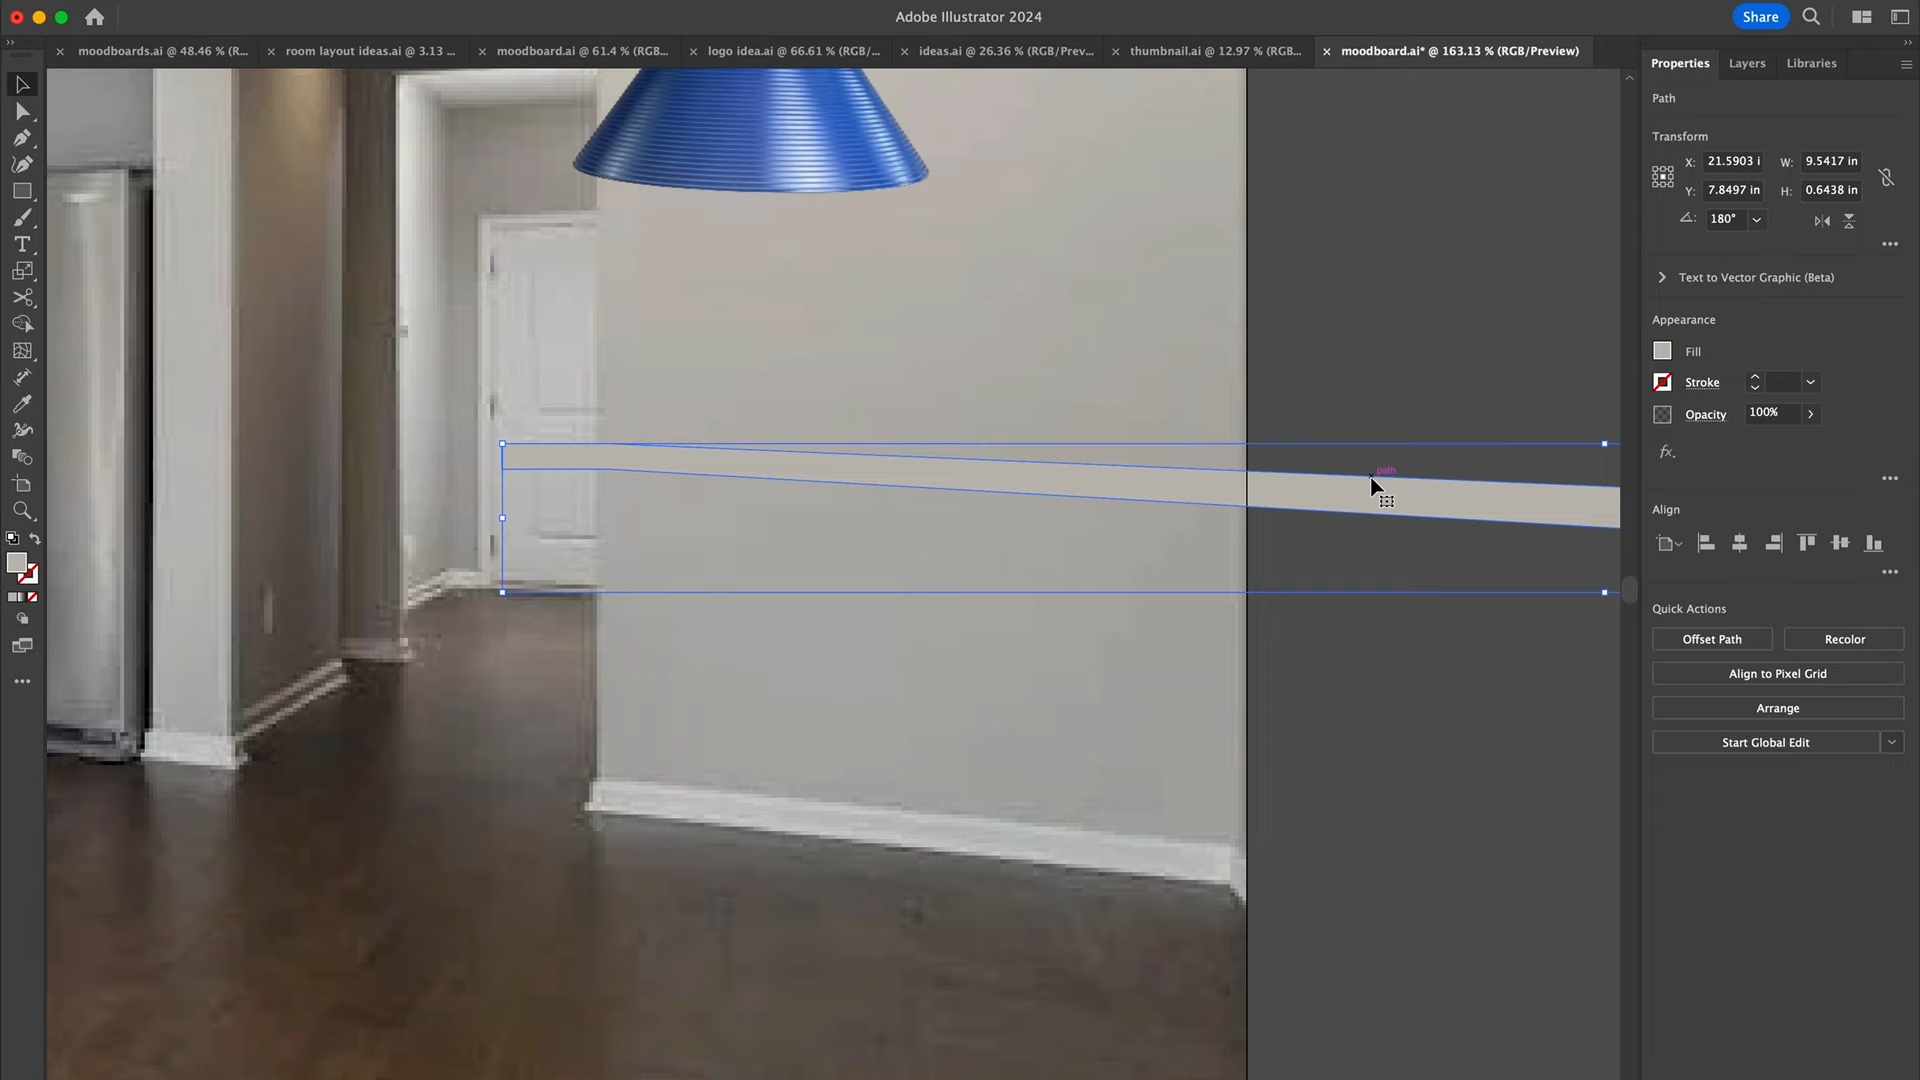 Adobe Illustrator 2024
Share
moodboards.ai @ 48.46 % (R...
room layout ideas.ai @ 3.13 ...
moodboard.ai @ 61.4 % (RGB...
logo idea.ai @ 66.61 % (RGB/...
ideas.ai @ 26.36 % (RGB/Prev...
thumbnail.ai @ 12.97 % (RGB...
moodboard.ai* @ 163.13 % (RGB/Preview)
Properties
Layers
Libraries
Path
Transform
X: 21.5903 i
W: 9.5417 in
Y: 7.8497 in
H: 0.6438 in
180°
Text to Vector Graphic (Beta)
Appearance
Fill
Stroke
Opacity
100%
fx.
path
Align
Quick Actions
Offset Path
Recolor
Align to Pixel Grid
Arrange
Start Global Edit